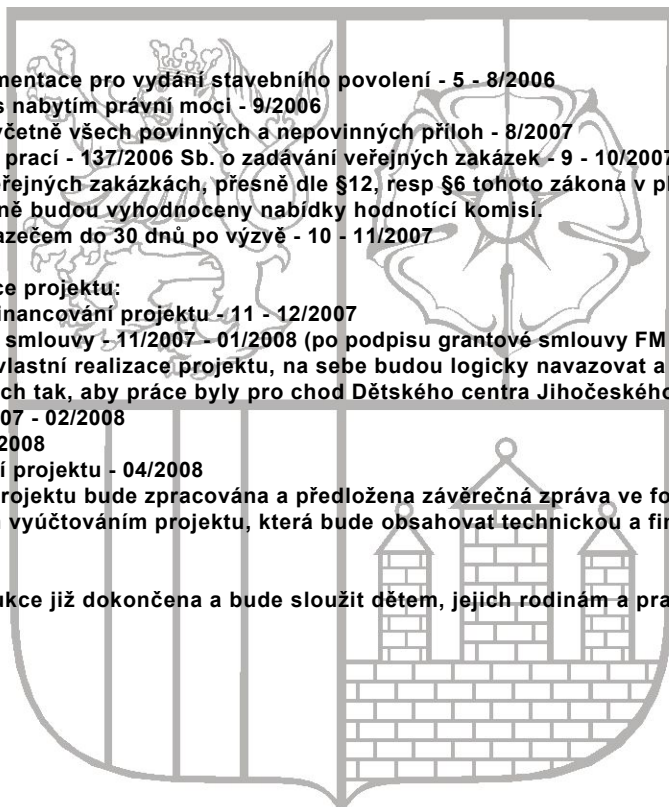 mentace pro vydání stavebního povolení - 5 - 8/2006
s nabytím právní moci - 9/2006
včetně všech povinných a nepovinných příloh - 8/2007
prací - 137/2006 Sb. o zadávání veřejných zakázek - 9 - 10/2007
eřejných zakázkách, přesně dle §12, resp §6 tohoto zákona v pl
ně budou vyhodnoceny nabídky hodnotící komisí.
azečem do 30 dnů po výzvě - 10 - 11/2007
ce projektu:
inancování projektu - 11 - 12/2007
smlouvy - 11/2007 - 01/2008 (po podpisu grantové smlouvy FM
vlastní realizace projektu, na sebe budou logicky navazovat a
ch tak, aby práce byly pro chod Dětského centra Jihočeského
07 - 02/2008
/2008
í projektu - 04/2008
rojektu bude zpracována a předložena závěrečná zpráva ve fo
vyúčtováním projektu, která bude obsahovat technickou a fin
ukce již dokončena a bude sloužit dětem, jejich rodinám a pra